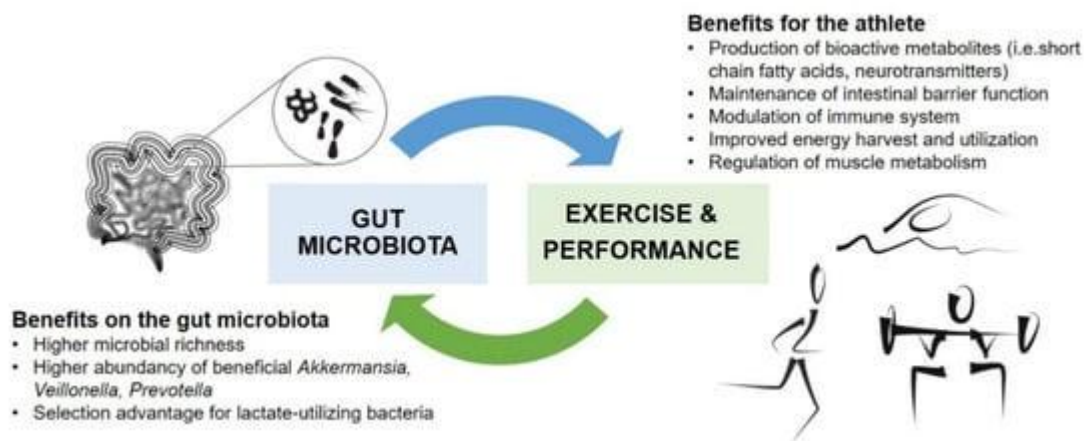 Benefits for the athlete
• Production of bioactive metabolites (i.e.short
chain fatty acids, neurotransmitters)
• Maintenance of intestinal barrier function
• Modulation of immune system
• Improved energy harvest and utilization
• Regulation of muscle metabolism
GUT
MICROBIOTA
EXERCISE &
PERFORMANCE
Benefits on the gut microbiota
• Higher microbial richness
• Higher abundancy of beneficial Akkermansia,
Veillonella, Prevotella
• Selection advantage for lactate-utilizing bacteria